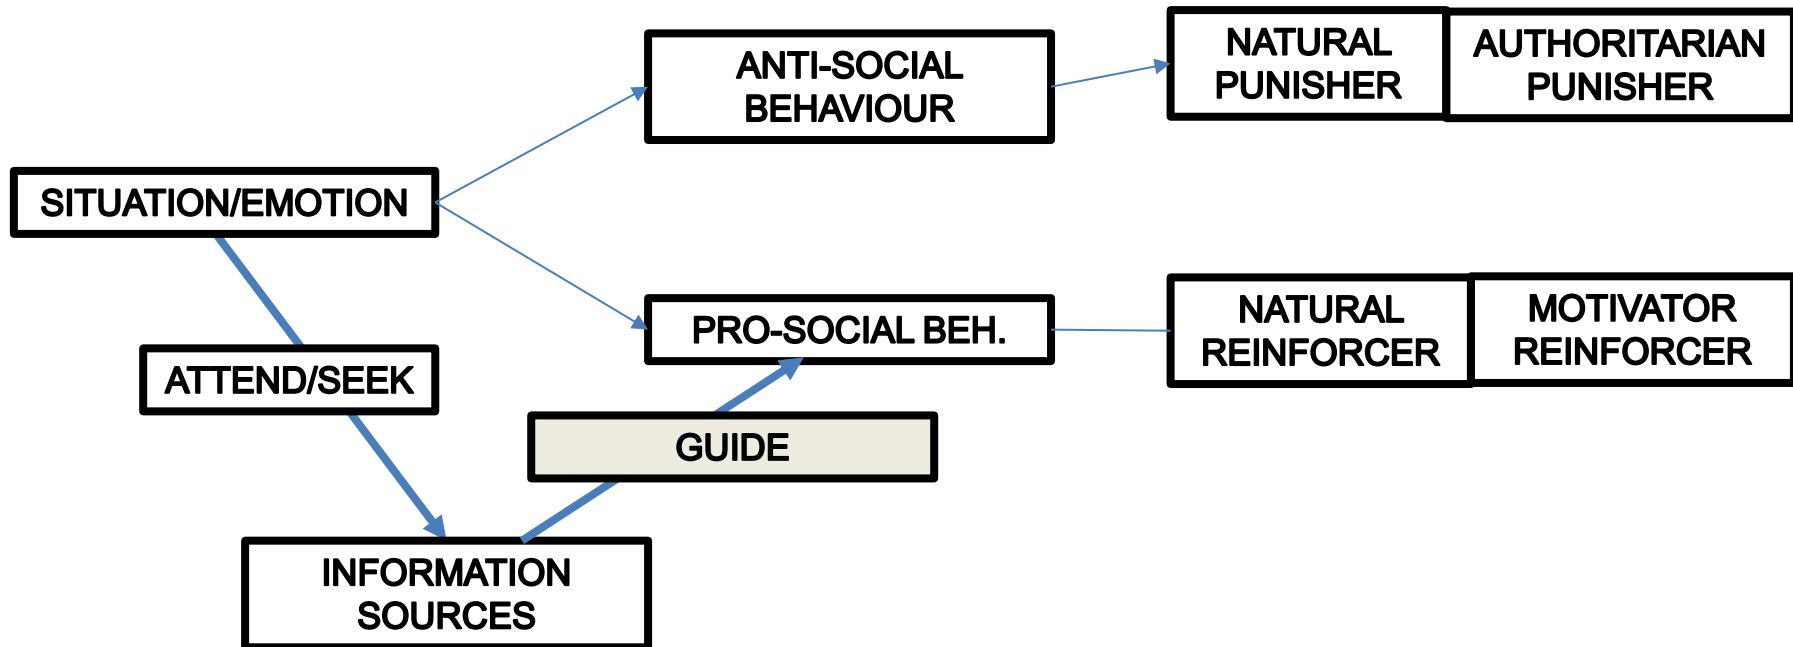 ANTI-SOCIAL
BEHAVIOUR
NATURAL
PUNISHER
AUTHORITARIAN
PUNISHER
SITUATION/EMOTION
PRO-SOCIAL BEH.
NATURAL
REINFORCER
MOTIVATOR
REINFORCER
ATTEND/SEEK
GUIDE
INFORMATION
SOURCES